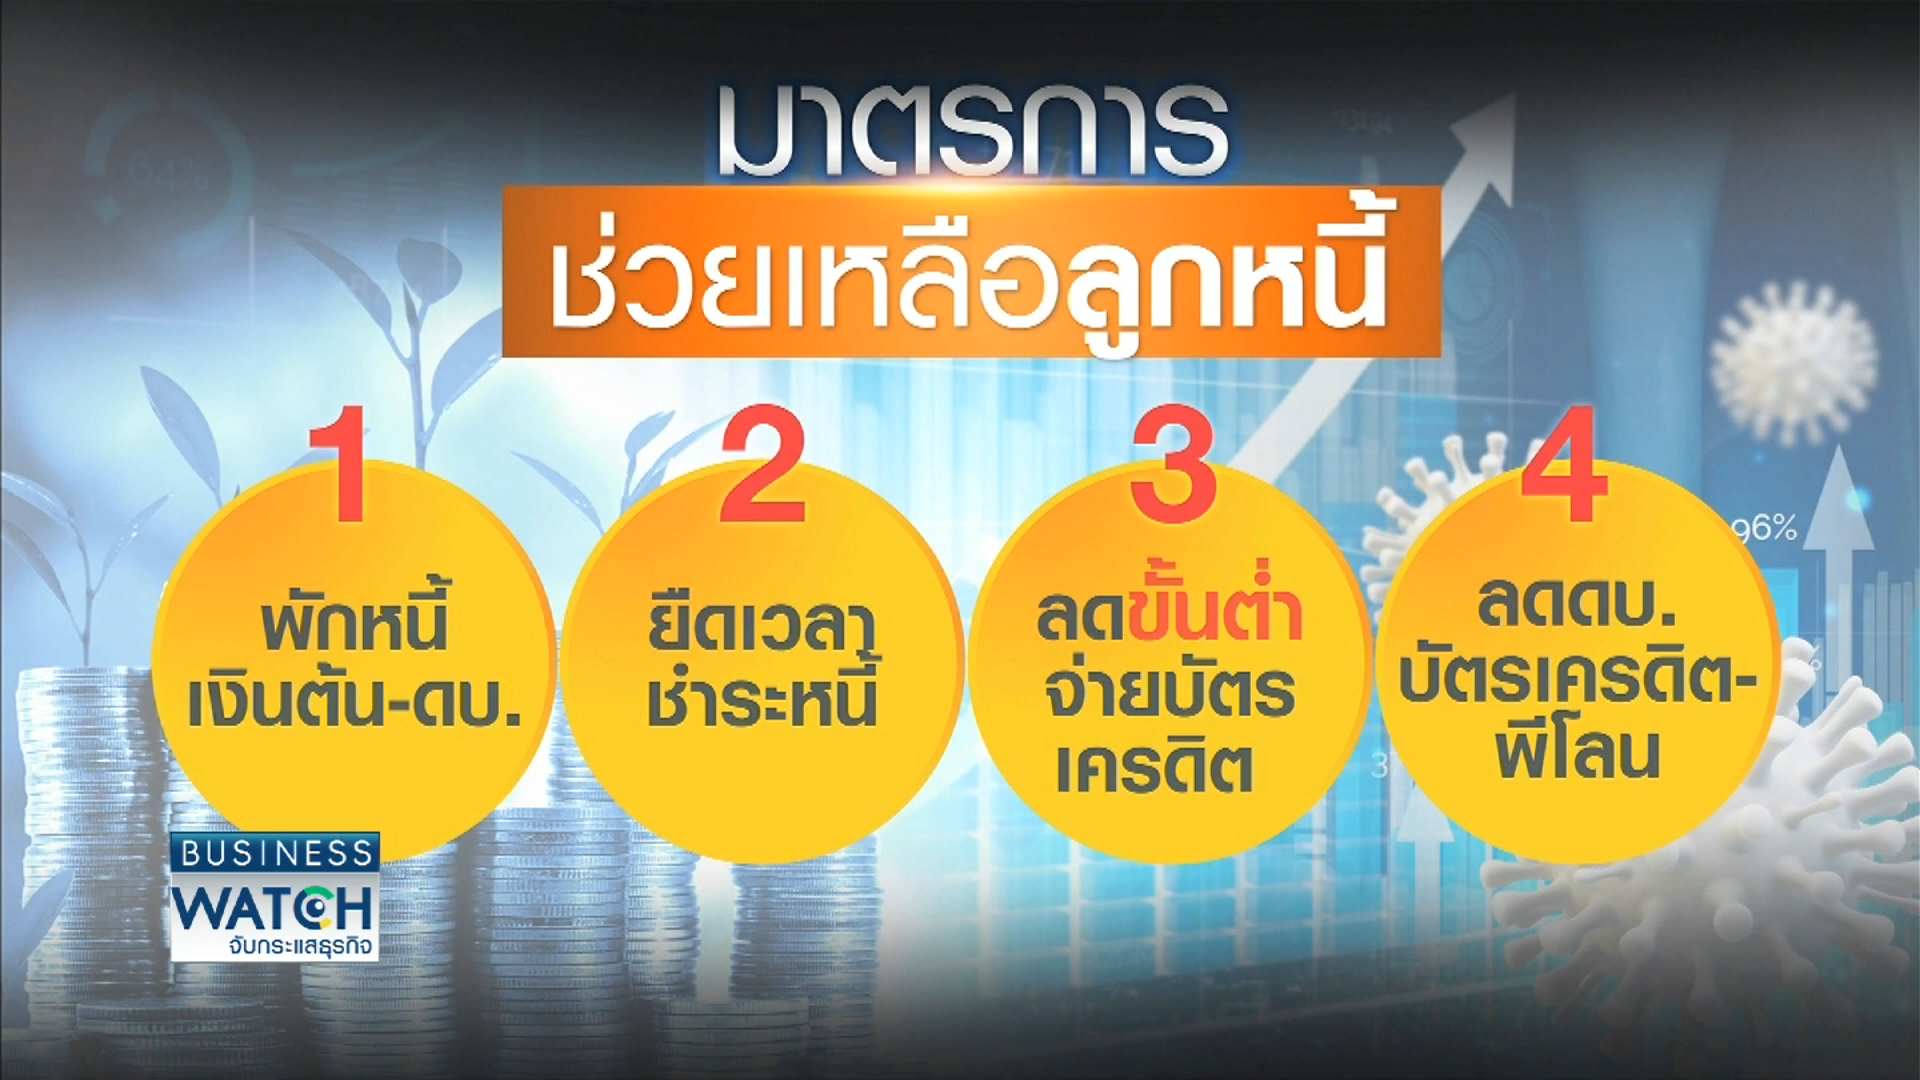 มาตรการ
ช่วยเหลือลูกหนี้
1
พักหนี้
เงินต้น-ดบ.
2
ยืดเวลา
ชำระหนี้
3
ลดขั้นต่ำ
จ่ายบัตร
เครดิต
4
ลดดบ.
บัตรเครดิต-
พีโลน
96%
64%
BUSINESS
WATCH
จับกระแสธุรกิจ